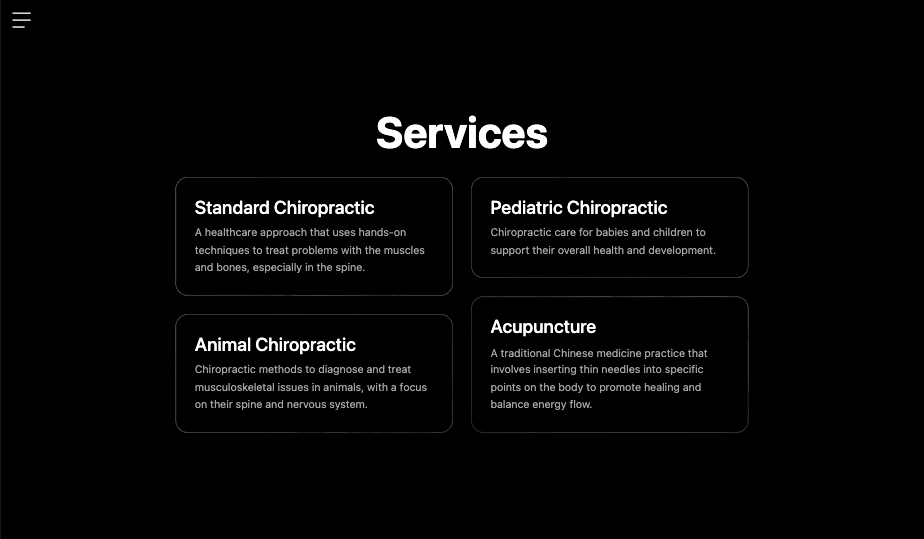 Services
Standard Chiropractic
A healthcare approach that uses hands-on
techniques to treat problems with the muscles
and bones, especially in the spine.
Pediatric Chiropractic
Chiropractic care for babies and children to
support their overall health and development.
Animal Chiropractic
Chiropractic methods to diagnose and treat
musculoskeletal issues in animals, with a focus
on their spine and nervous system.
Acupuncture
A traditional Chinese medicine practice that
involves inserting thin needles into specific
points on the body to promote healing and
balance energy flow.